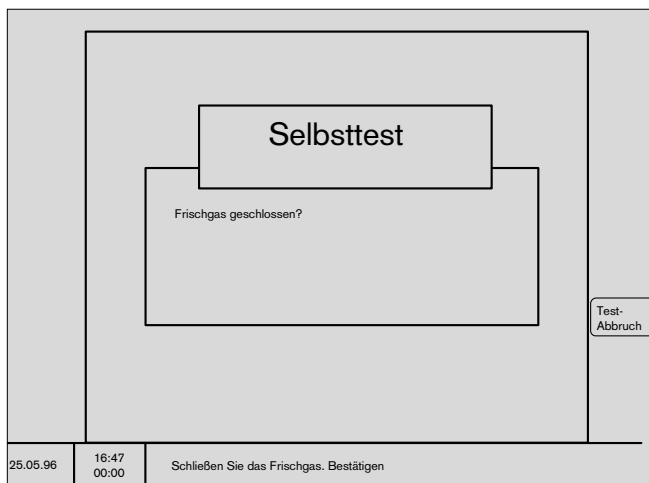 Selbsttest
Frischgas geschlossen?
Test-
Abbruch
25.05.96
16:47
00:00
Schließen Sie das Frischgas. Bestätigen